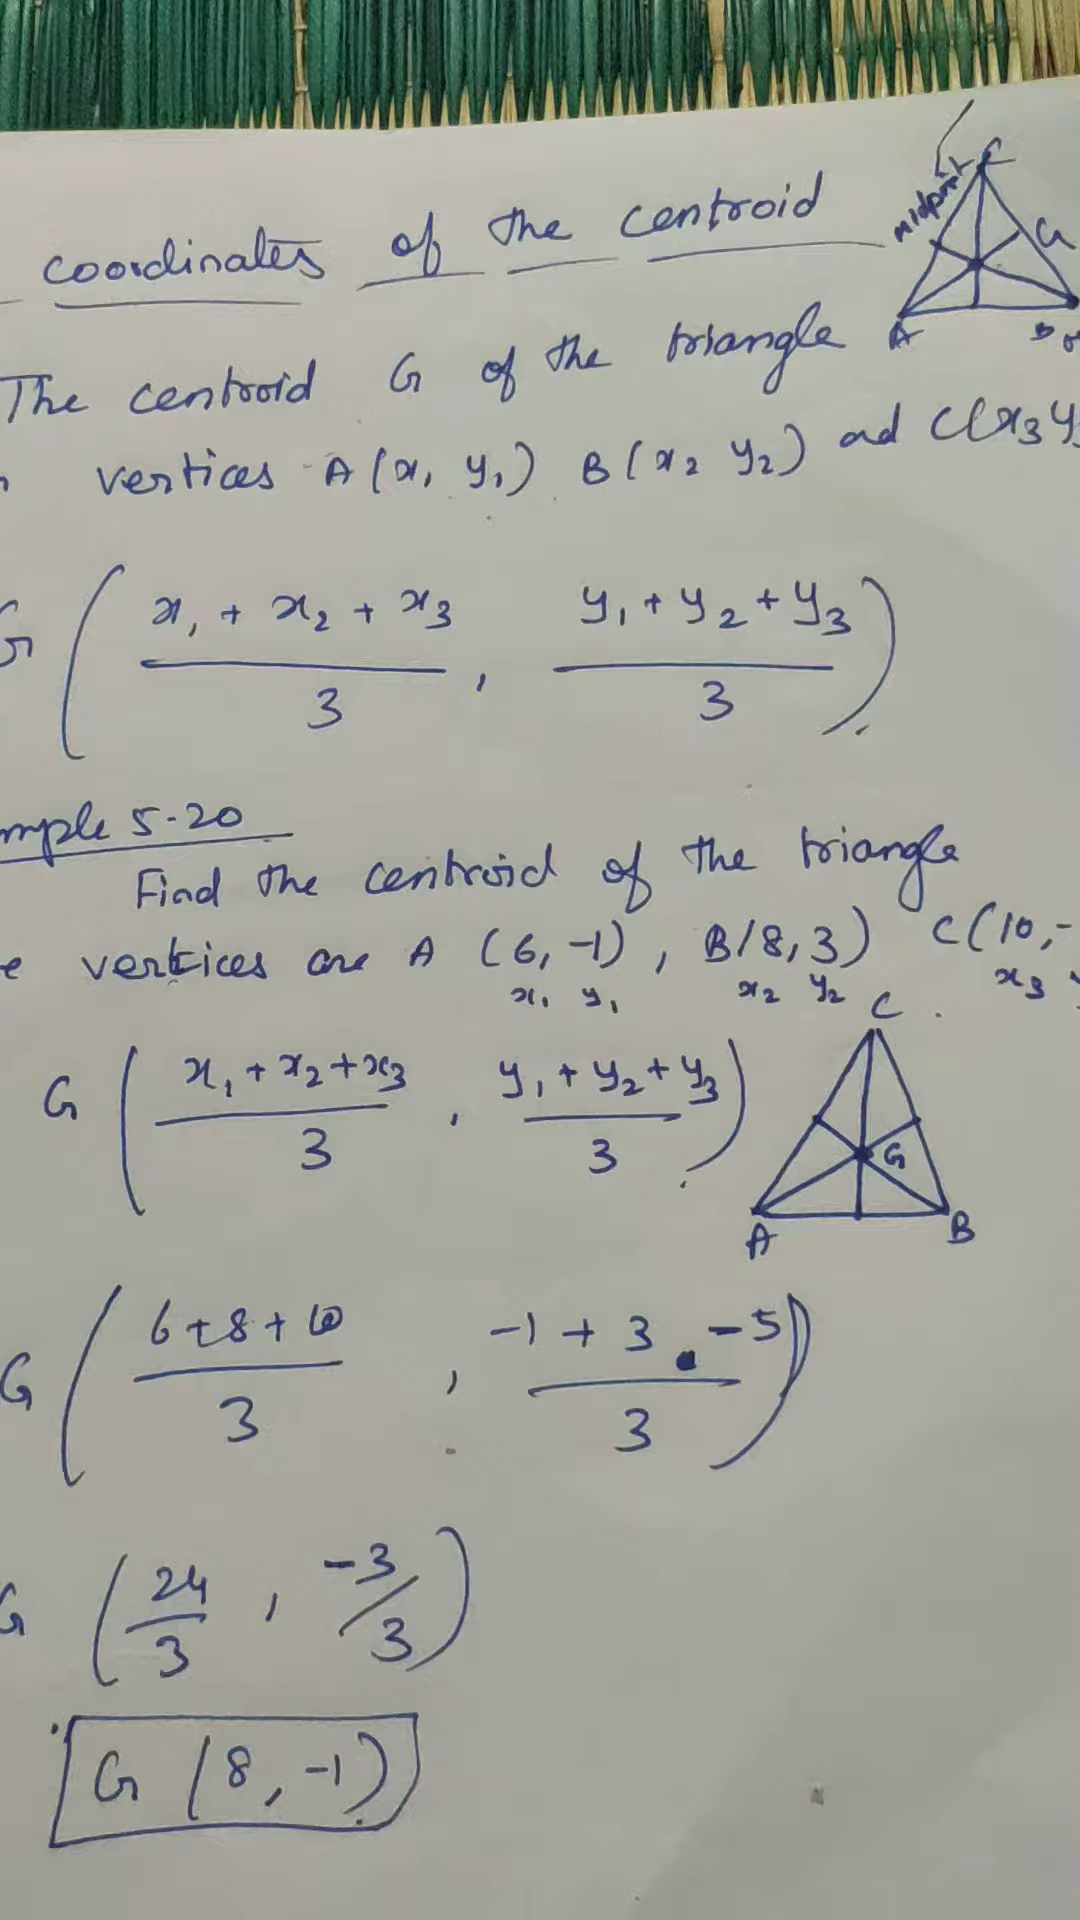 coordinates of the centroid
midpoint
C
G
A
The centroid G of the triangle
vertices A(x₁ y₁) B(x₂ y₂) ad C(x₃ y₃
G ( x₁ + x₂ + x₃ / 3 , y₁ + y₂ + y₃ / 3 )
mple 5-20
Find the centroid of the triangle
e vertices are A (6, -1), B(8, 3) C(10, -
x₁ y₁ x₂ y₂ x₃ y
G ( x₁ + x₂ + x₃ / 3 , y₁ + y₂ + y₃ / 3 )
C
G
A B
G ( 6 + 8 + 10 / 3 , -1 + 3 - 5 / 3 )
G ( 24 / 3 , -3 / 3 )
G (8, -1)